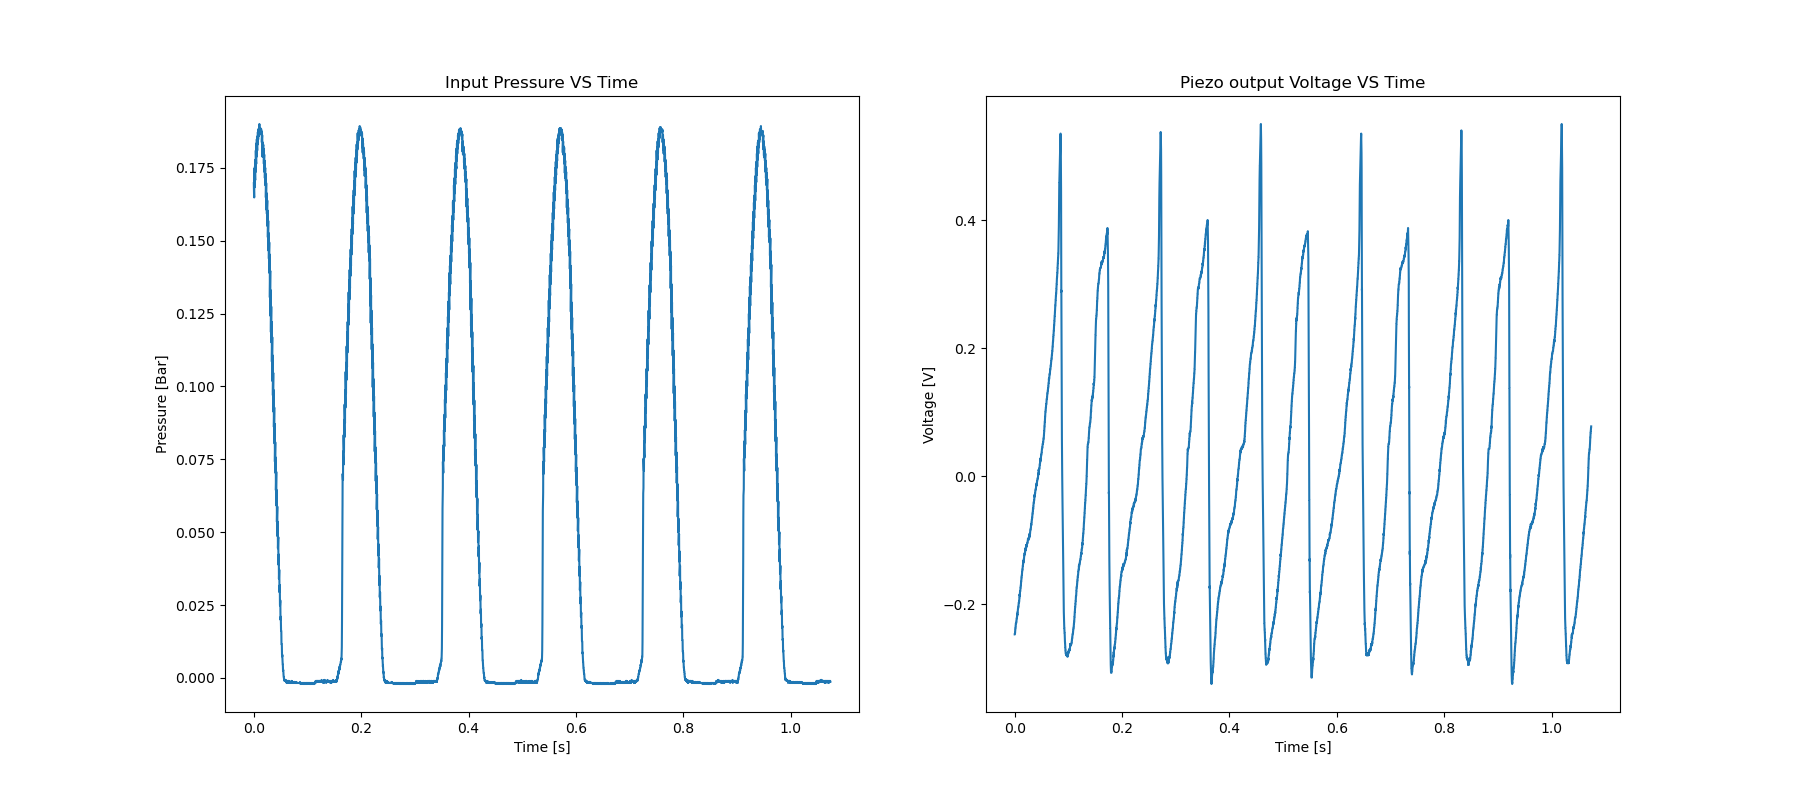 Input Pressure VS Time
Pressure [Bar]
0.175
0.150
0.125
0.100
0.075
0.050
0.025
0.000
0.0 0.2 0.4 0.6 0.8 1.0
Time [s]
Piezo output Voltage VS Time
Voltage [V]
0.4
0.2
0.0
−0.2
0.0 0.2 0.4 0.6 0.8 1.0
Time [s]